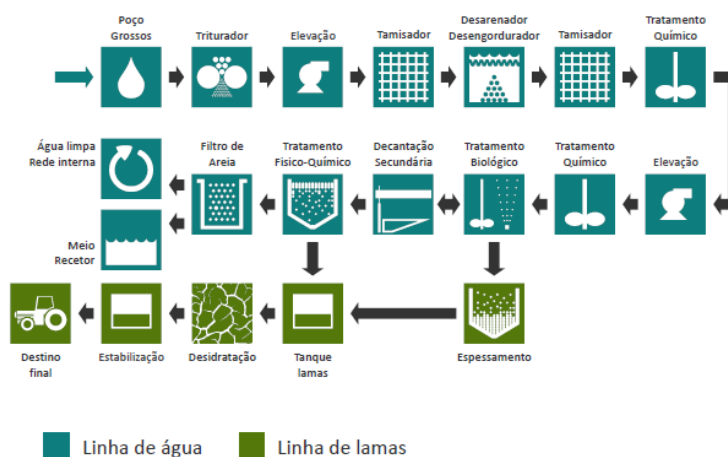 Poço
Grossos
Triturador
Elevação
Tamisador
Desarenador
Desengordurador
Tamisador
Tratamento
Químico
Água limpa
Rede interna
Filtro de
Areia
Tratamento
Fisico-Químico
Decantação
Secundária
Tratamento
Biológico
Tratamento
Químico
Elevação
Meio
Recetor
Destino
final
Estabilização
Desidratação
Tanque
lamas
Espessamento
Linha de água
Linha de lamas